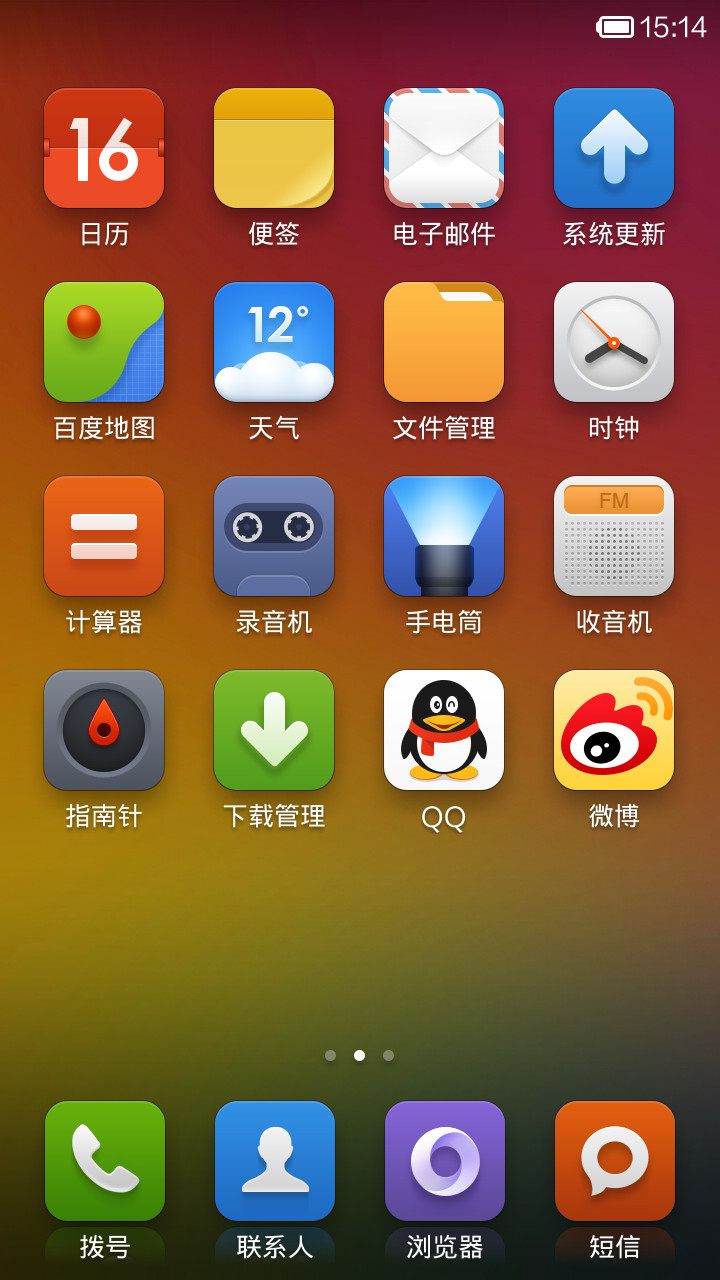 15:14
16
日历
便签
电子邮件
系统更新
12°
百度地图
天气
文件管理
时钟
FM
计算器
录音机
手电筒
收音机
指南针
下载管理
QQ
微博
拨号
联系人
浏览器
短信